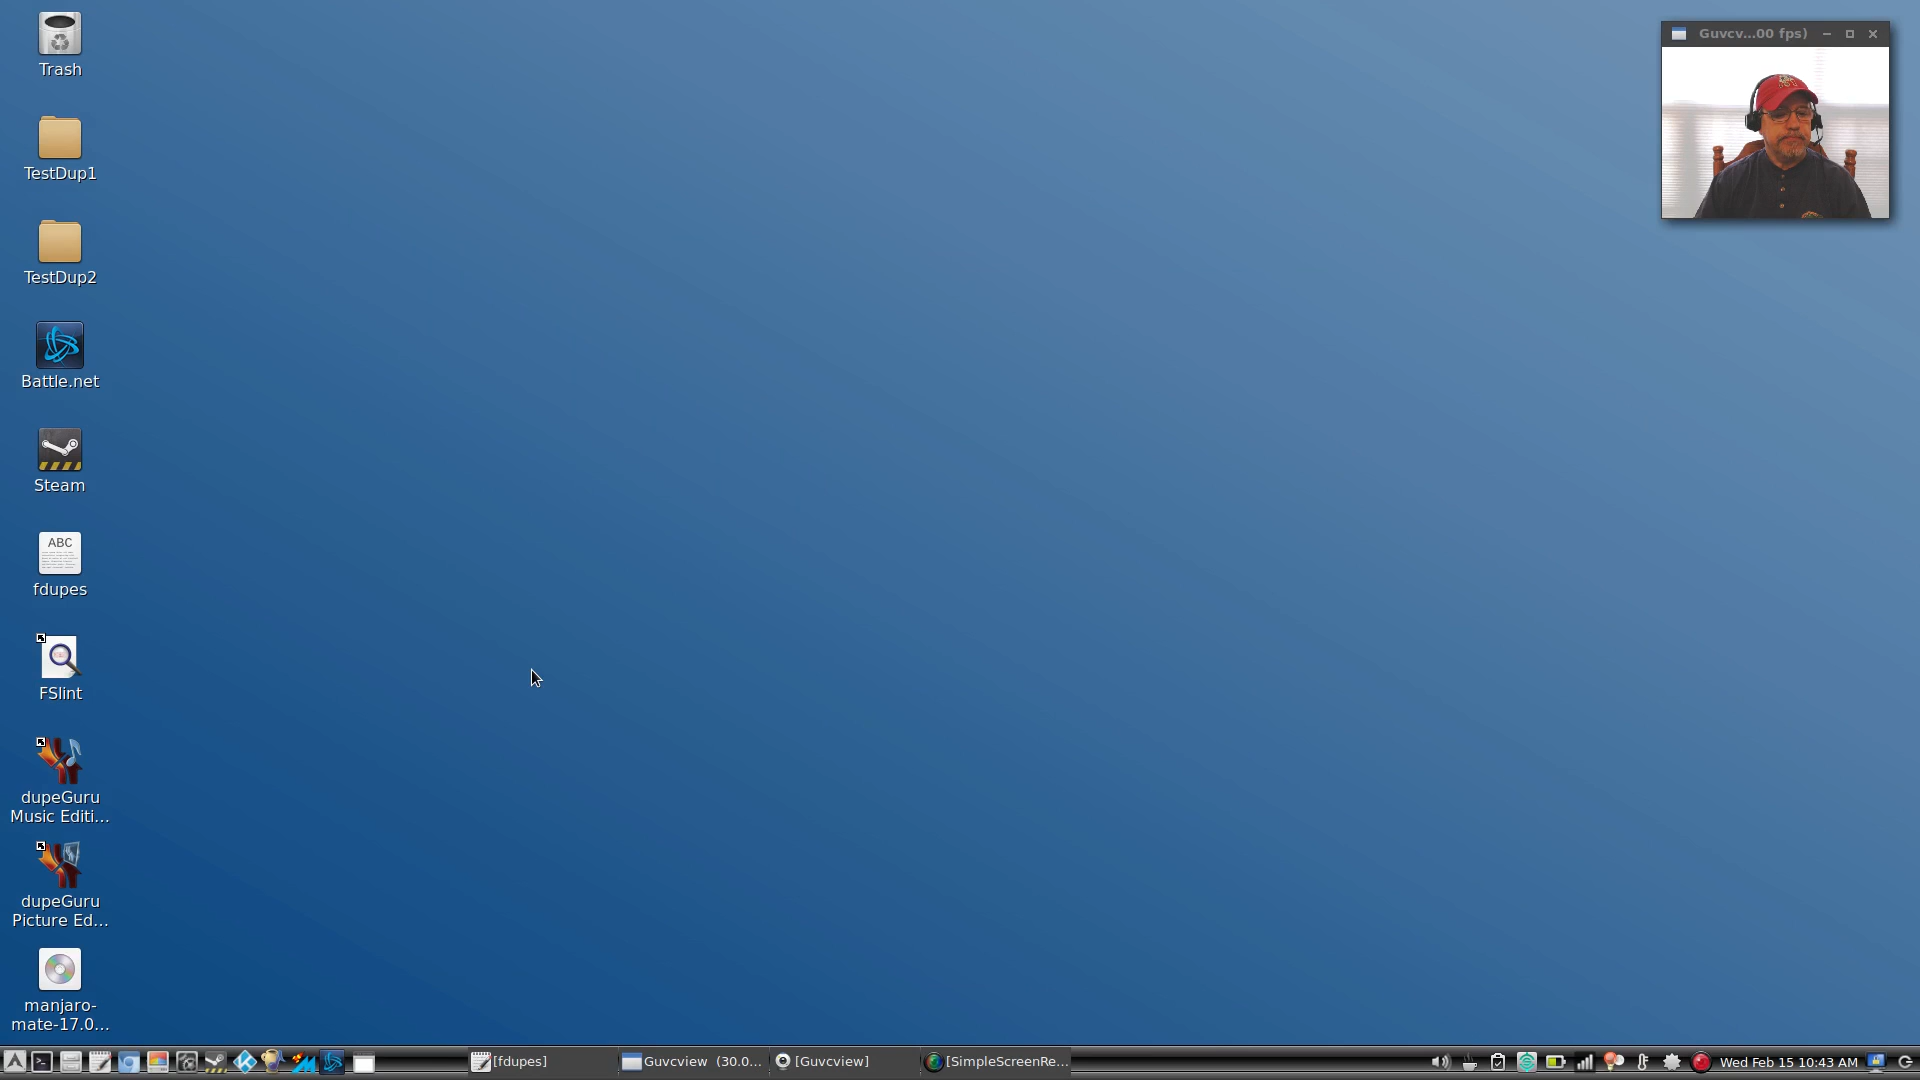 Trash
TestDup1
TestDup2
Battle.net
Steam
ABC
fdupes
FSlint
dupeGuru
Music Editi...
dupeGuru
Picture Ed...
manjaro-
mate-17.0...
Guvcv...00 fps)
[fdupes]
Guvcview (30.0...
[Guvcview]
[SimpleScreenRe...
Wed Feb 15 10:43 AM